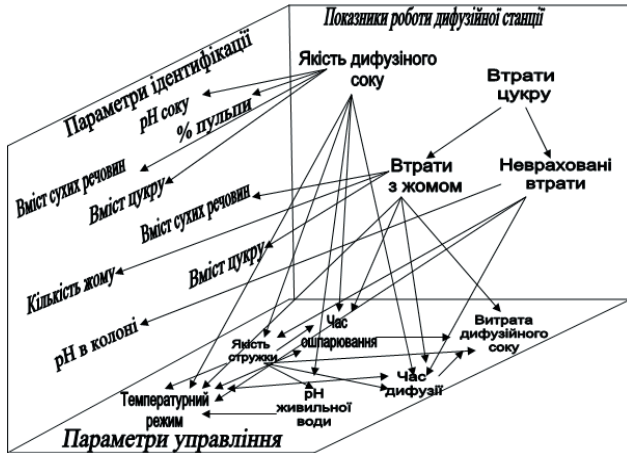 Показники роботи дифузійної станції
Параметри ідентифікації
Якість дифузіного
соку
Втрати
цукру
pH соку
% пульпи
Втрати
з жомом
Невраховані
втрати
Вміст сухих речовин
Вміст цукру
Вміст сухих речовин
Кількість жому
Вміст цукру
pH в колоні
Час
ошпарювання
Витрата
дифузійного
соку
Якість
стружки
Температурний
режим
pH
живильної
води
Час
дифузії
Параметри управління